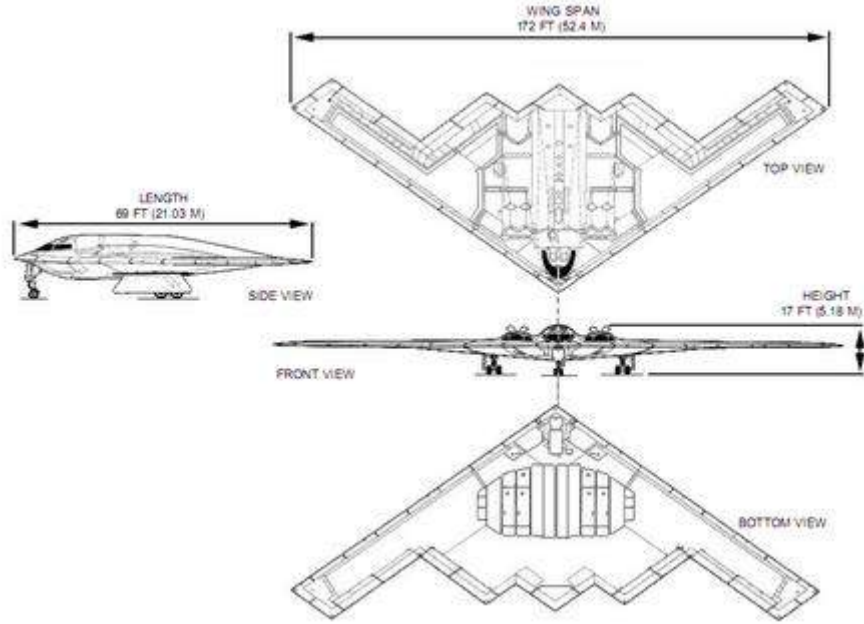 WING SPAN
172 FT (52.4 M)
TOP VIEW
LENGTH
69 FT (21.03 M)
SIDE VIEW
HEIGHT
17 FT (5.18 M)
FRONT VIEW
BOTTOM VIEW